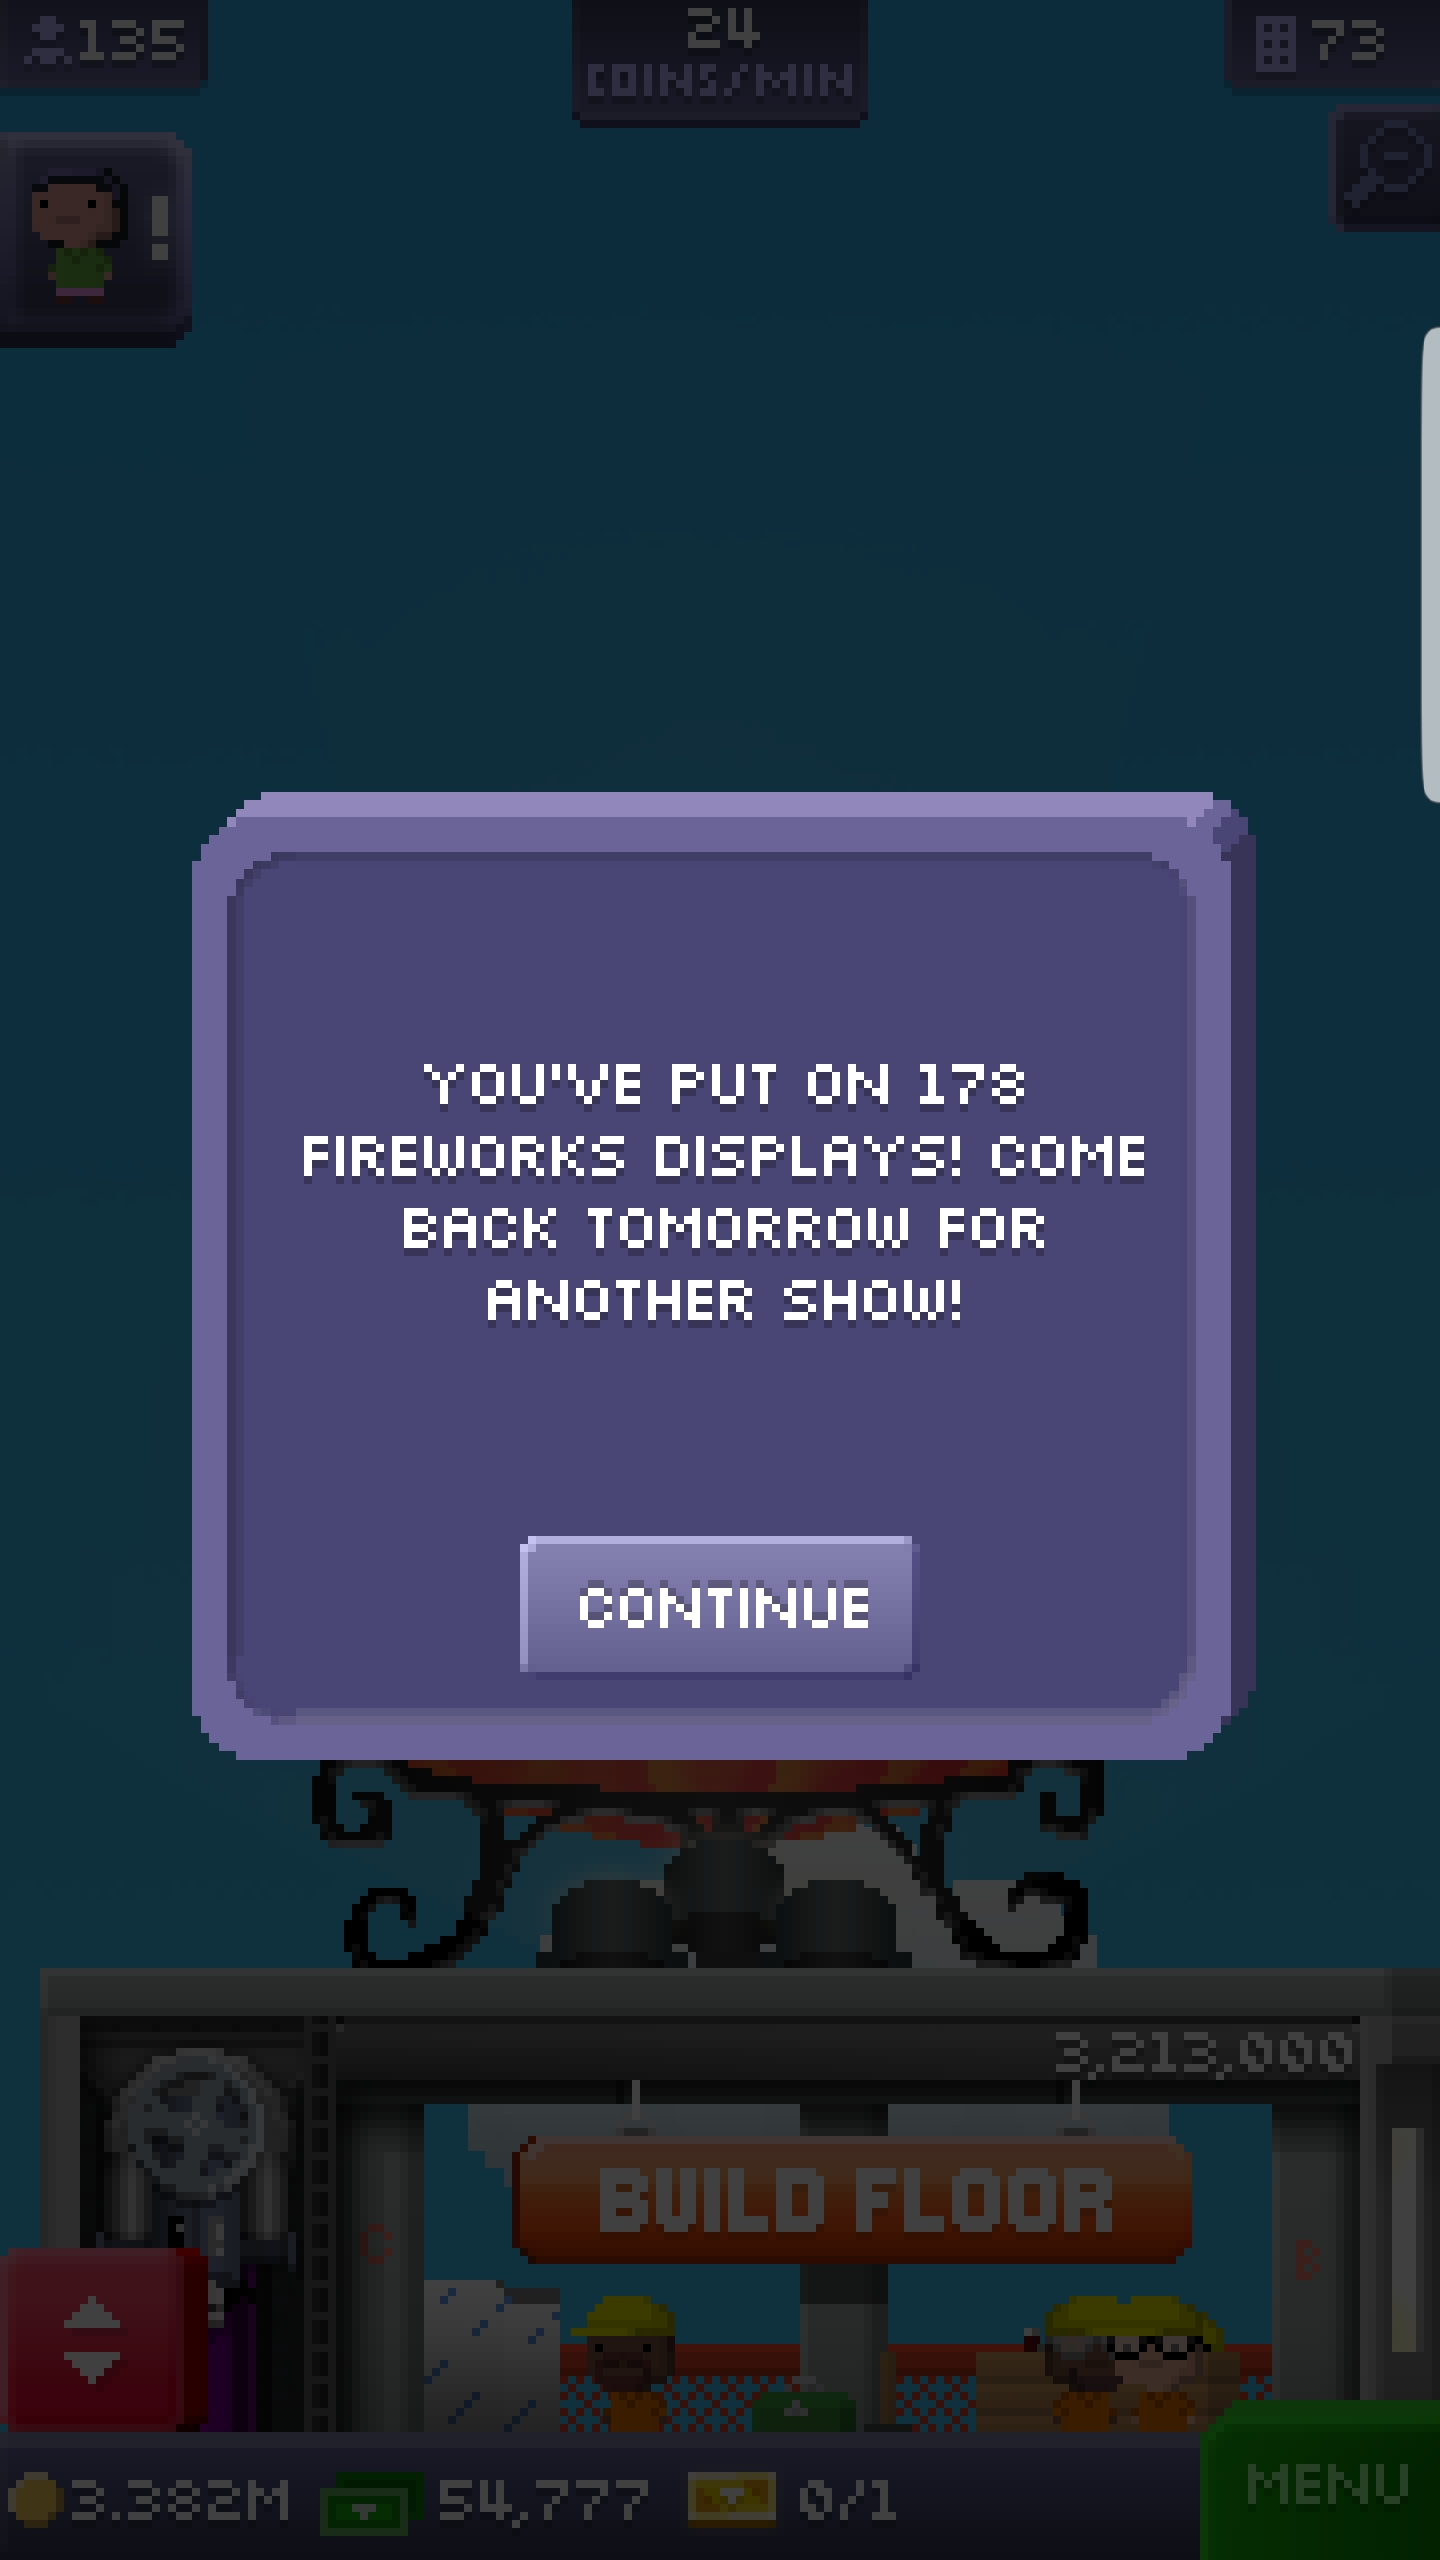 135
24
COINS/MIN
73
!
YOU'VE PUT ON 178
FIREWORKS DISPLAYS! COME
BACK TOMORROW FOR
ANOTHER SHOW!
CONTINUE
3,213,000
BUILD FLOOR
C
B
3.382M
54,777
0/1
MENU